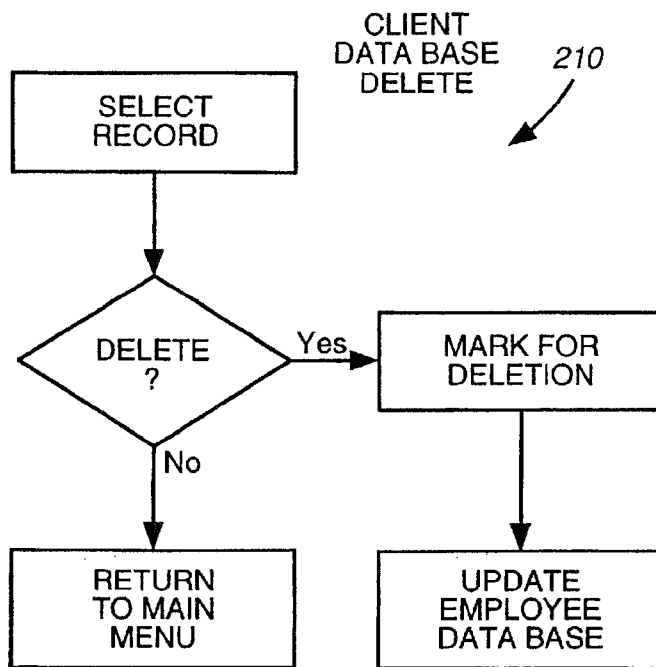 CLIENT
DATA BASE
DELETE
210
SELECT
RECORD
DELETE
?
Yes
MARK FOR
DELETION
No
RETURN
TO MAIN
MENU
UPDATE
EMPLOYEE
DATA BASE